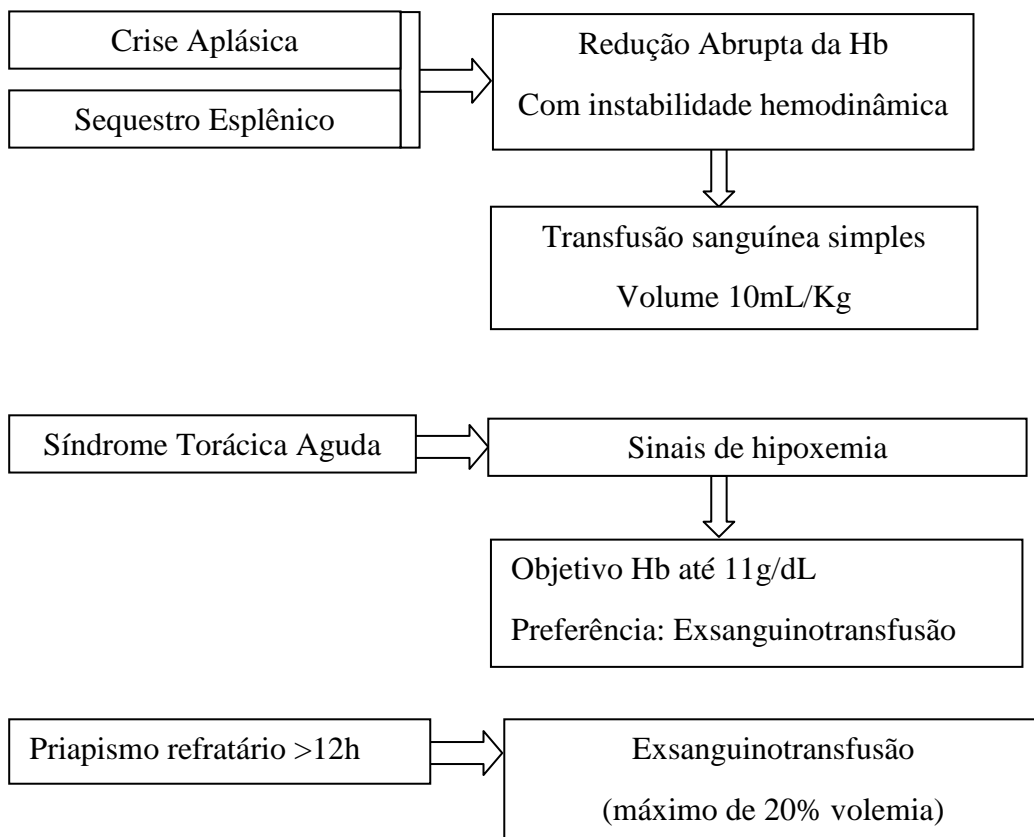 Crise Aplásica
Sequestro Esplênico
Redução Abrupta da Hb
Com instabilidade hemodinâmica
Transfusão sanguínea simples
Volume 10mL/Kg
Síndrome Torácica Aguda
Sinais de hipoxemia
Objetivo Hb até 11g/dL
Preferência: Exsanguinotransfusão
Priapismo refratário >12h
Exsanguinotransfusão
(máximo de 20% volemia)